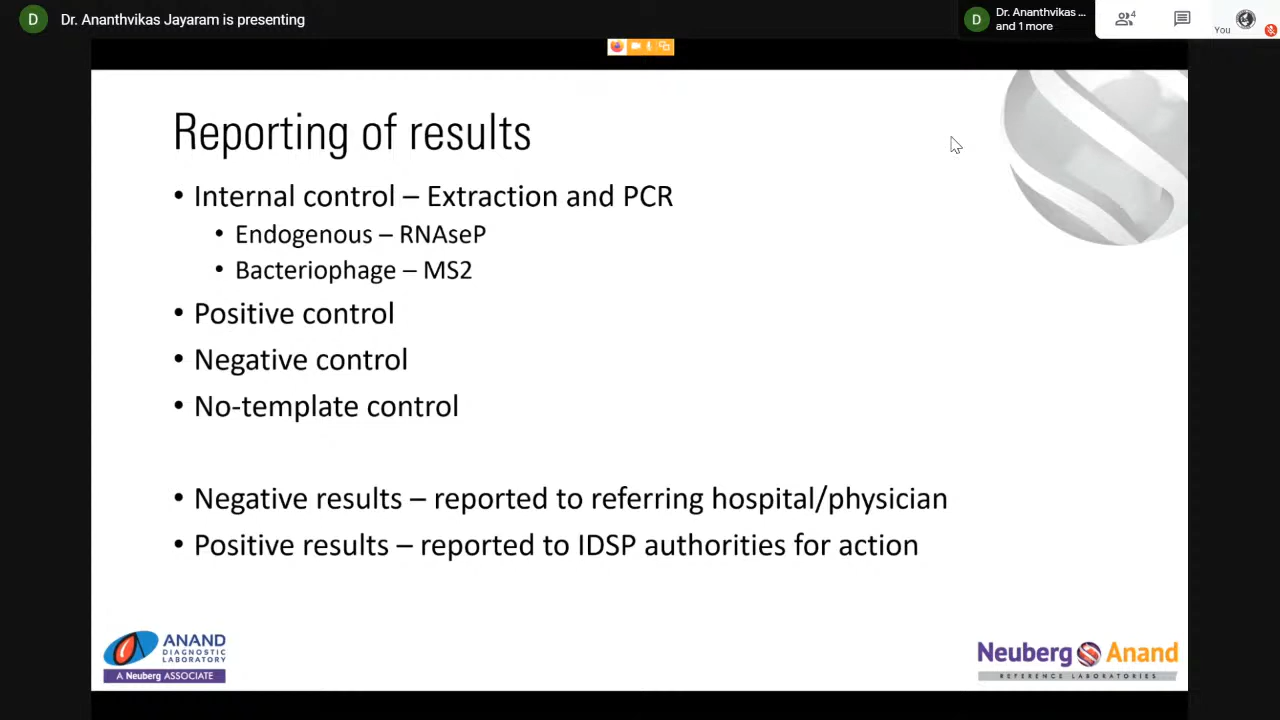 D Dr. Ananthvikas Jayaram is presenting
D Dr. Ananthvikas ...
and 1 more
4
You
Reporting of results
• Internal control – Extraction and PCR
• Endogenous – RNAseP
• Bacteriophage – MS2
• Positive control
• Negative control
• No-template control
• Negative results – reported to referring hospital/physician
• Positive results – reported to IDSP authorities for action
ANAND
DIAGNOSTIC
LABORATORY
A Neuberg ASSOCIATE
Neuberg Anand
REFERENCE LABORATORIES